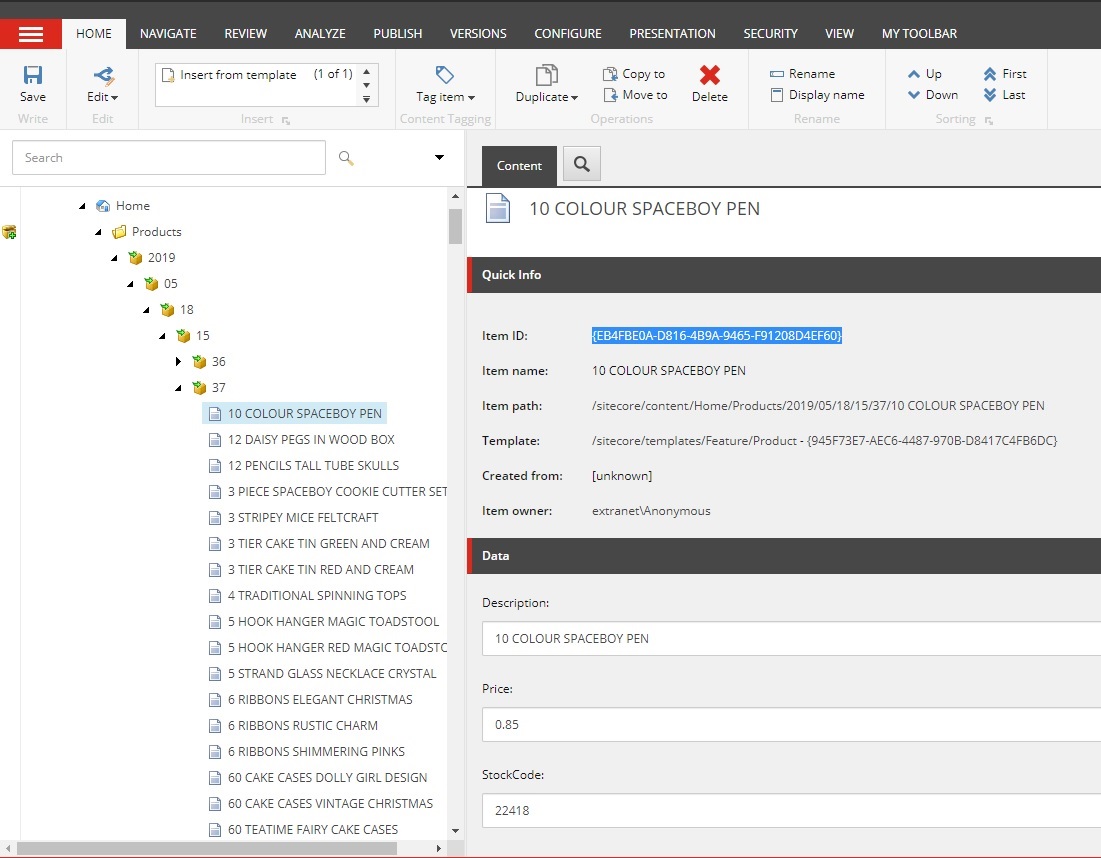 HOME NAVIGATE REVIEW ANALYZE PUBLISH VERSIONS CONFIGURE PRESENTATION SECURITY VIEW MY TOOLBAR
Insert from template (1 of 1) Copy to Rename Up First
Save Edit Tag item Duplicate Move to Delete Display name Down Last
Write Edit Insert Content Tagging Operations Rename Sorting
Search
Home
Products
2019
05
18
15
36
37
10 COLOUR SPACEBOY PEN
12 DAISY PEGS IN WOOD BOX
12 PENCILS TALL TUBE SKULLS
3 PIECE SPACEBOY COOKIE CUTTER SET
3 STRIPEY MICE FELTCRAFT
3 TIER CAKE TIN GREEN AND CREAM
3 TIER CAKE TIN RED AND CREAM
4 TRADITIONAL SPINNING TOPS
5 HOOK HANGER MAGIC TOADSTOOL
5 HOOK HANGER RED MAGIC TOADSTO
5 STRAND GLASS NECKLACE CRYSTAL
6 RIBBONS ELEGANT CHRISTMAS
6 RIBBONS RUSTIC CHARM
6 RIBBONS SHIMMERING PINKS
60 CAKE CASES DOLLY GIRL DESIGN
60 CAKE CASES VINTAGE CHRISTMAS
60 TEATIME FAIRY CAKE CASES
Content
10 COLOUR SPACEBOY PEN
Quick Info
Item ID: {EB4FBE0A-D816-4B9A-9465-F91208D4EF60}
Item name: 10 COLOUR SPACEBOY PEN
Item path: /sitecore/content/Home/Products/2019/05/18/15/37/10 COLOUR SPACEBOY PEN
Template: /sitecore/templates/Feature/Product - {945F73E7-AEC6-4487-970B-D8417C4FB6DC}
Created from: [unknown]
Item owner: extranet\Anonymous
Data
Description:
10 COLOUR SPACEBOY PEN
Price:
0.85
StockCode:
22418